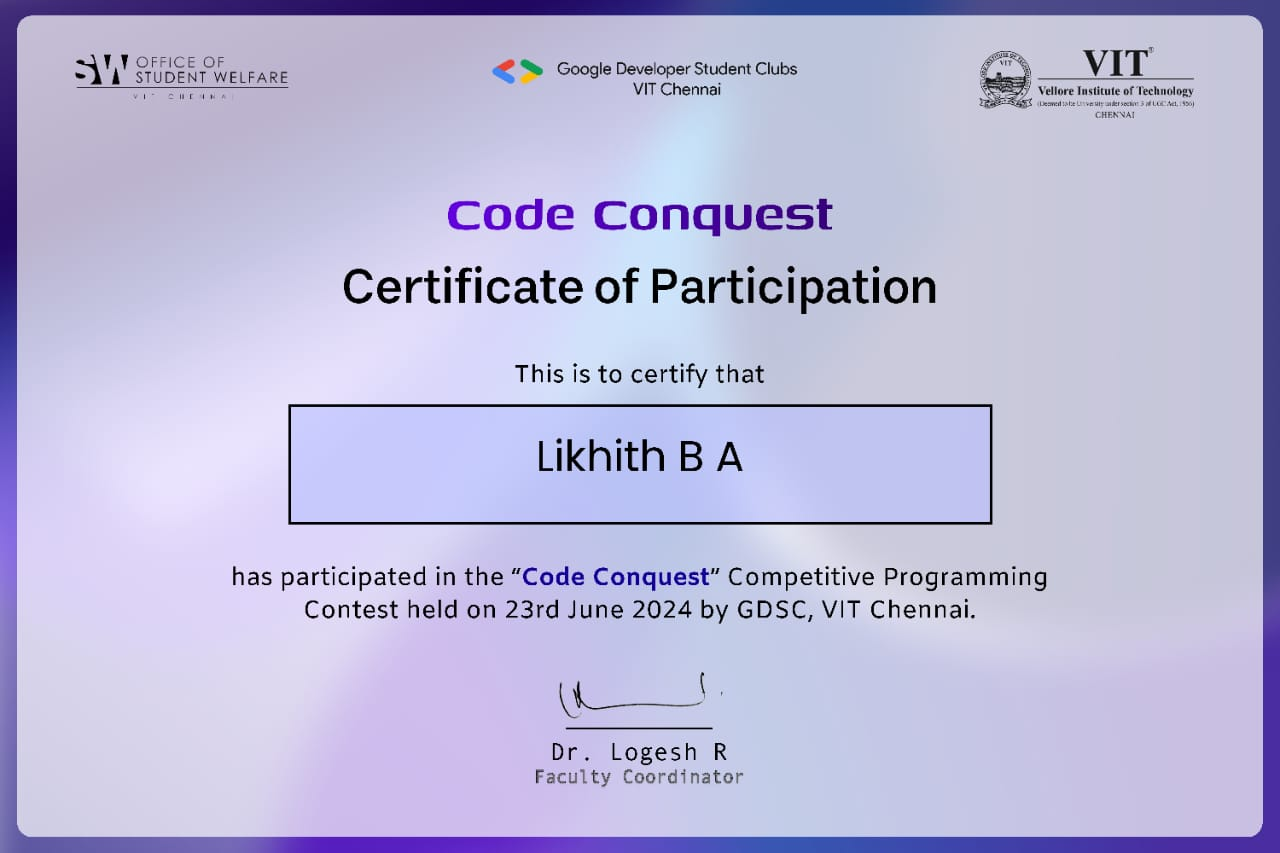 SW OFFICE OF
STUDENT WELFARE
VIT CHENNAI
Google Developer Student Clubs
VIT Chennai
VIT
VIT®
Vellore Institute of Technology
(Deemed to be University under section 3 of UGC Act, 1956)
CHENNAI
Code Conquest
Certificate of Participation
This is to certify that
Likhith B A
has participated in the “Code Conquest” Competitive Programming
Contest held on 23rd June 2024 by GDSC, VIT Chennai.
Dr. Logesh R
Faculty Coordinator